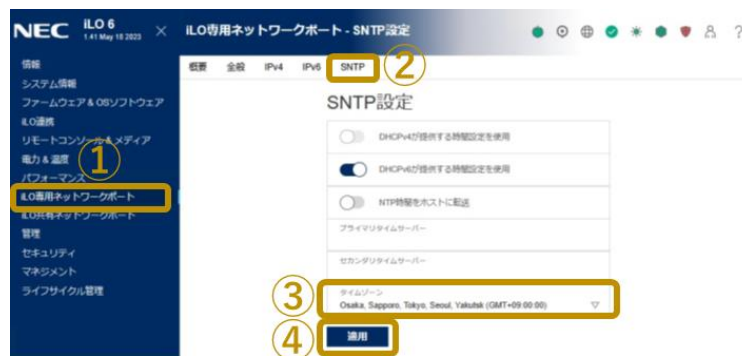 NEC iLO 6
1.41 May 18 2023
iLO専用ネットワークポート - SNTP設定
情報
システム情報
ファームウェア & OSソフトウェア
iLO連携
リモートコンソール & メディア
電力 & 温度
パフォーマンス
iLO専用ネットワークポート
iLO共有ネットワークポート
管理
セキュリティ
マネジメント
ライフサイクル管理
①
概要 全般 IPv4 IPv6 SNTP
②
SNTP設定
DHCPv4が提供する時間設定を使用
DHCPv6が提供する時間設定を使用
NTP時間をホストに転送
プライマリタイムサーバー
セカンダリタイムサーバー
③
タイムゾーン
Osaka, Sapporo, Tokyo, Seoul, Yakutsk (GMT+09:00:00)
④
適用